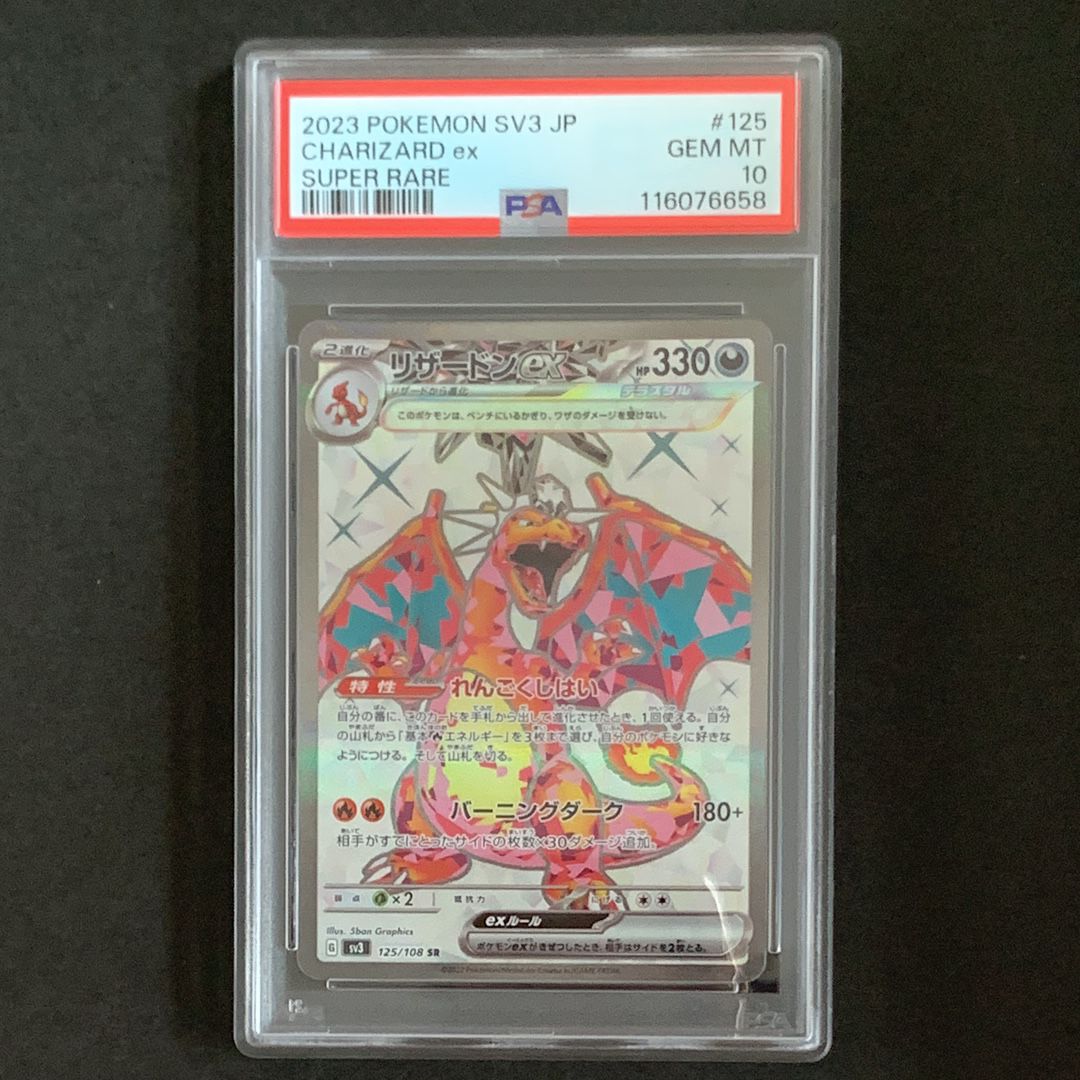 2023 POKEMON SV3 JP #125
CHARIZARD ex GEM MT
SUPER RARE 10
PSA 116076658
2進化 リザードンex HP 330
リザードから進化 テラスタル
このポケモンは、ベンチにいるかぎり、ワザのダメージを受けない。
特性 れんごくしはい
自分の番に、このカードを手札から出して進化させたとき、1回使える。自分
の山札から「基本エネルギー」を3枚まで選び、自分のポケモンに好きな
ようにつける。そして山札を切る。
バーニングダーク 180+
相手がすでにとったサイドの枚数×30ダメージ追加。
弱点 ×2 抵抗力 にげる
exルール
ポケモンexがきぜつしたとき、相手はサイドを2枚とる。
Illus. 5ban Graphics
G sv3 125/108 SR
PSA